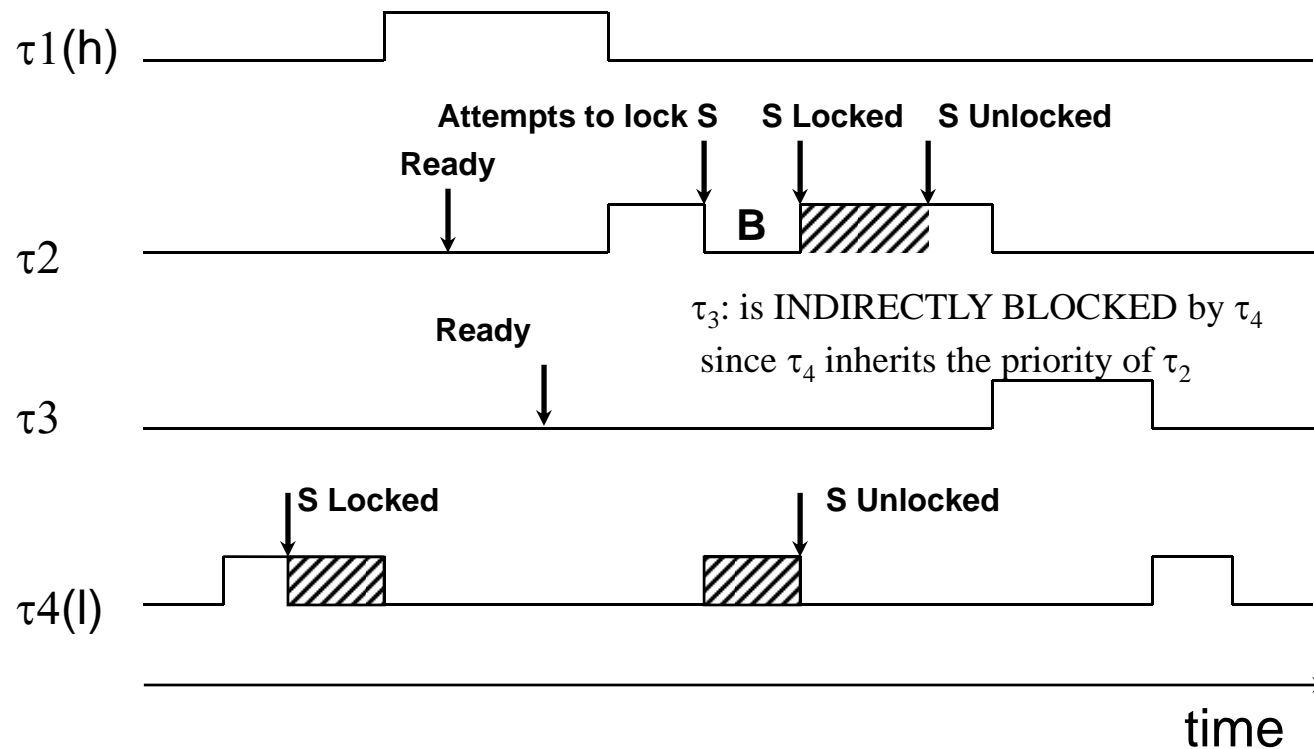 τ1(h)
Attempts to lock S S Locked S Unlocked
Ready
B
τ2
τ3: is INDIRECTLY BLOCKED by τ4
Ready
since τ4 inherits the priority of τ2
τ3
S Locked S Unlocked
τ4(l)
time